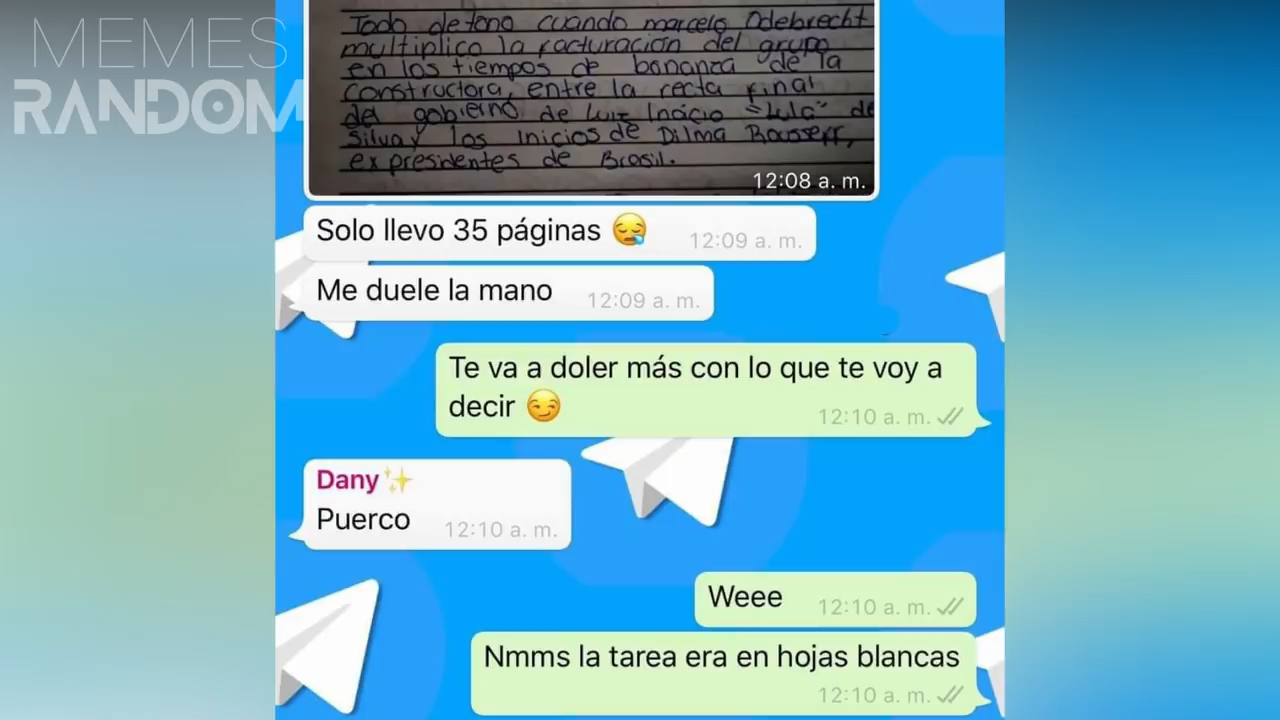 MEMES
RANDOM
Todo detono cuando marcelo Odebrecht
multiplico la facturación del grupo
en los tiempos de bonanza de la
constructora, entre la recta final
del gobierno de Luiz Inácio "Lula" de
Silva y los inicios de Dilma Rousseff,
expresidentes de Brasil.
12:08 a. m.
Solo llevo 35 páginas 😪
12:09 a. m.
Me duele la mano
12:09 a. m.
Te va a doler más con lo que te voy a
decir 😏
12:10 a. m.
Dany✨
Puerco
12:10 a. m.
Weee
12:10 a. m.
Nmms la tarea era en hojas blancas
12:10 a. m.